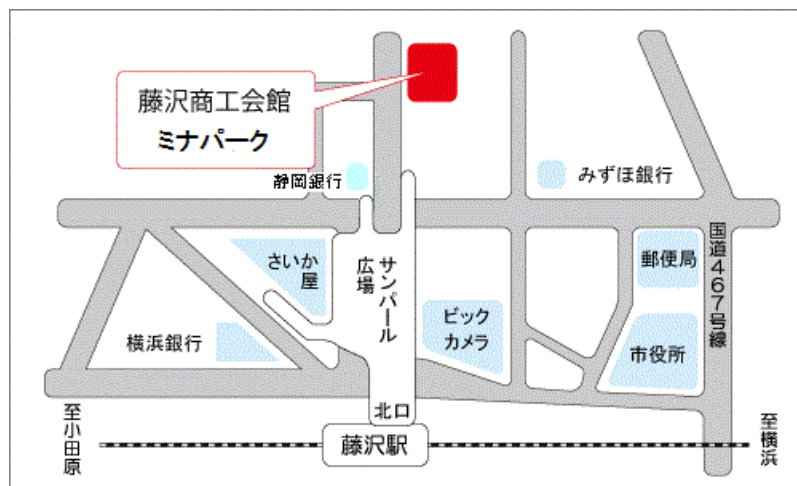 藤沢商工会館
ミナパーク
静岡銀行
みずほ銀行
さいか
屋
サンパール
広場
ビック
カメラ
郵便局
国道467号線
横浜銀行
市役所
至小田原
北口
藤沢駅
至横浜